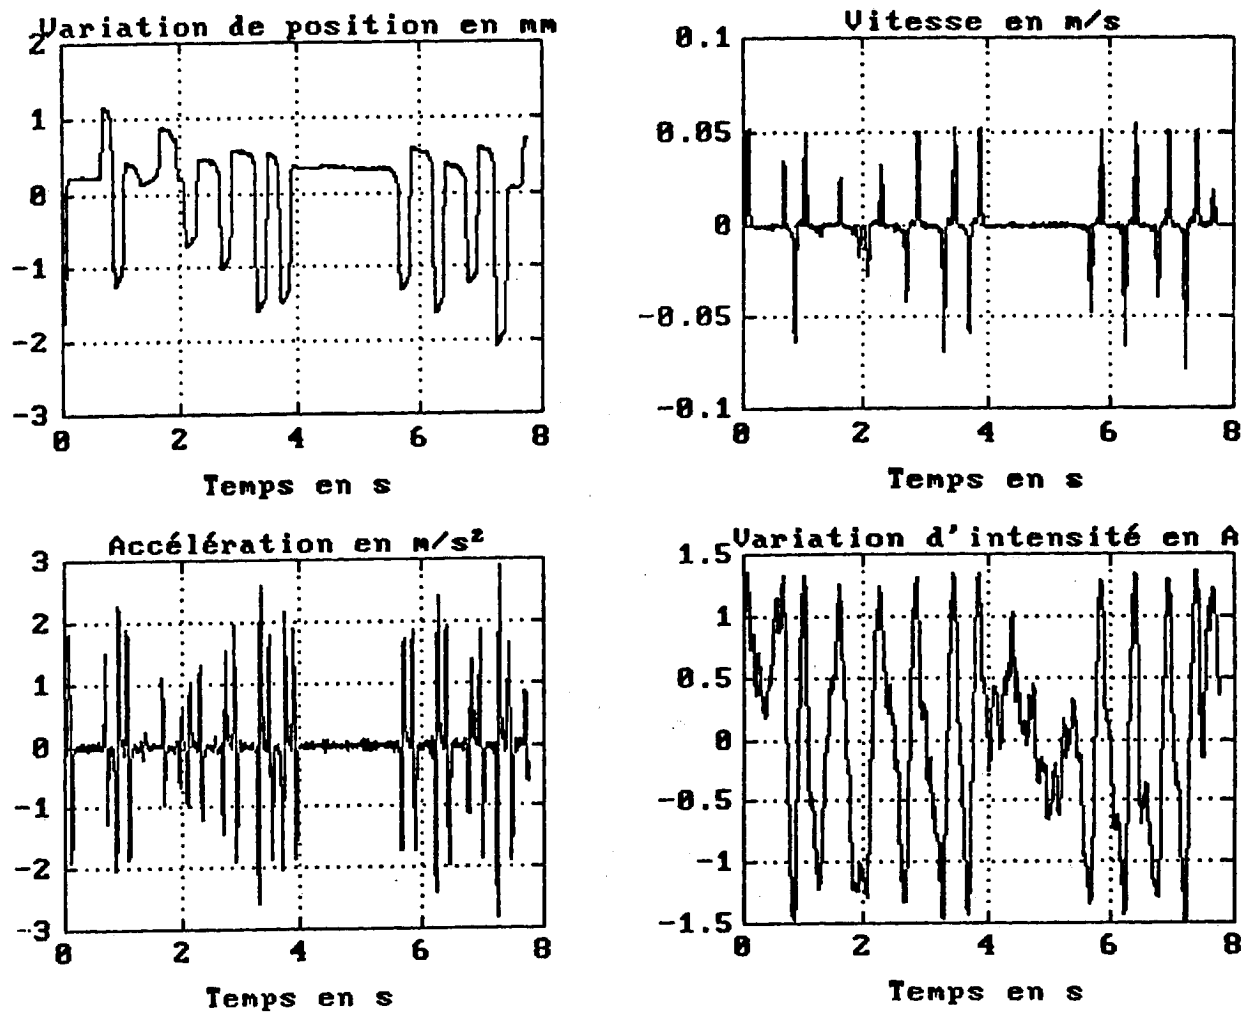 Variation de position en mm
2
1
0
-1
-2
-3
0 2 4 6 8
Temps en s
Vitesse en m/s
0.1
0.05
0
-0.05
-0.1
0 2 4 6 8
Temps en s
Accélération en m/s²
3
2
1
0
-1
-2
-3
0 2 4 6 8
Temps en s
Variation d'intensité en A
1.5
1
0.5
0
-0.5
-1
-1.5
0 2 4 6 8
Temps en s